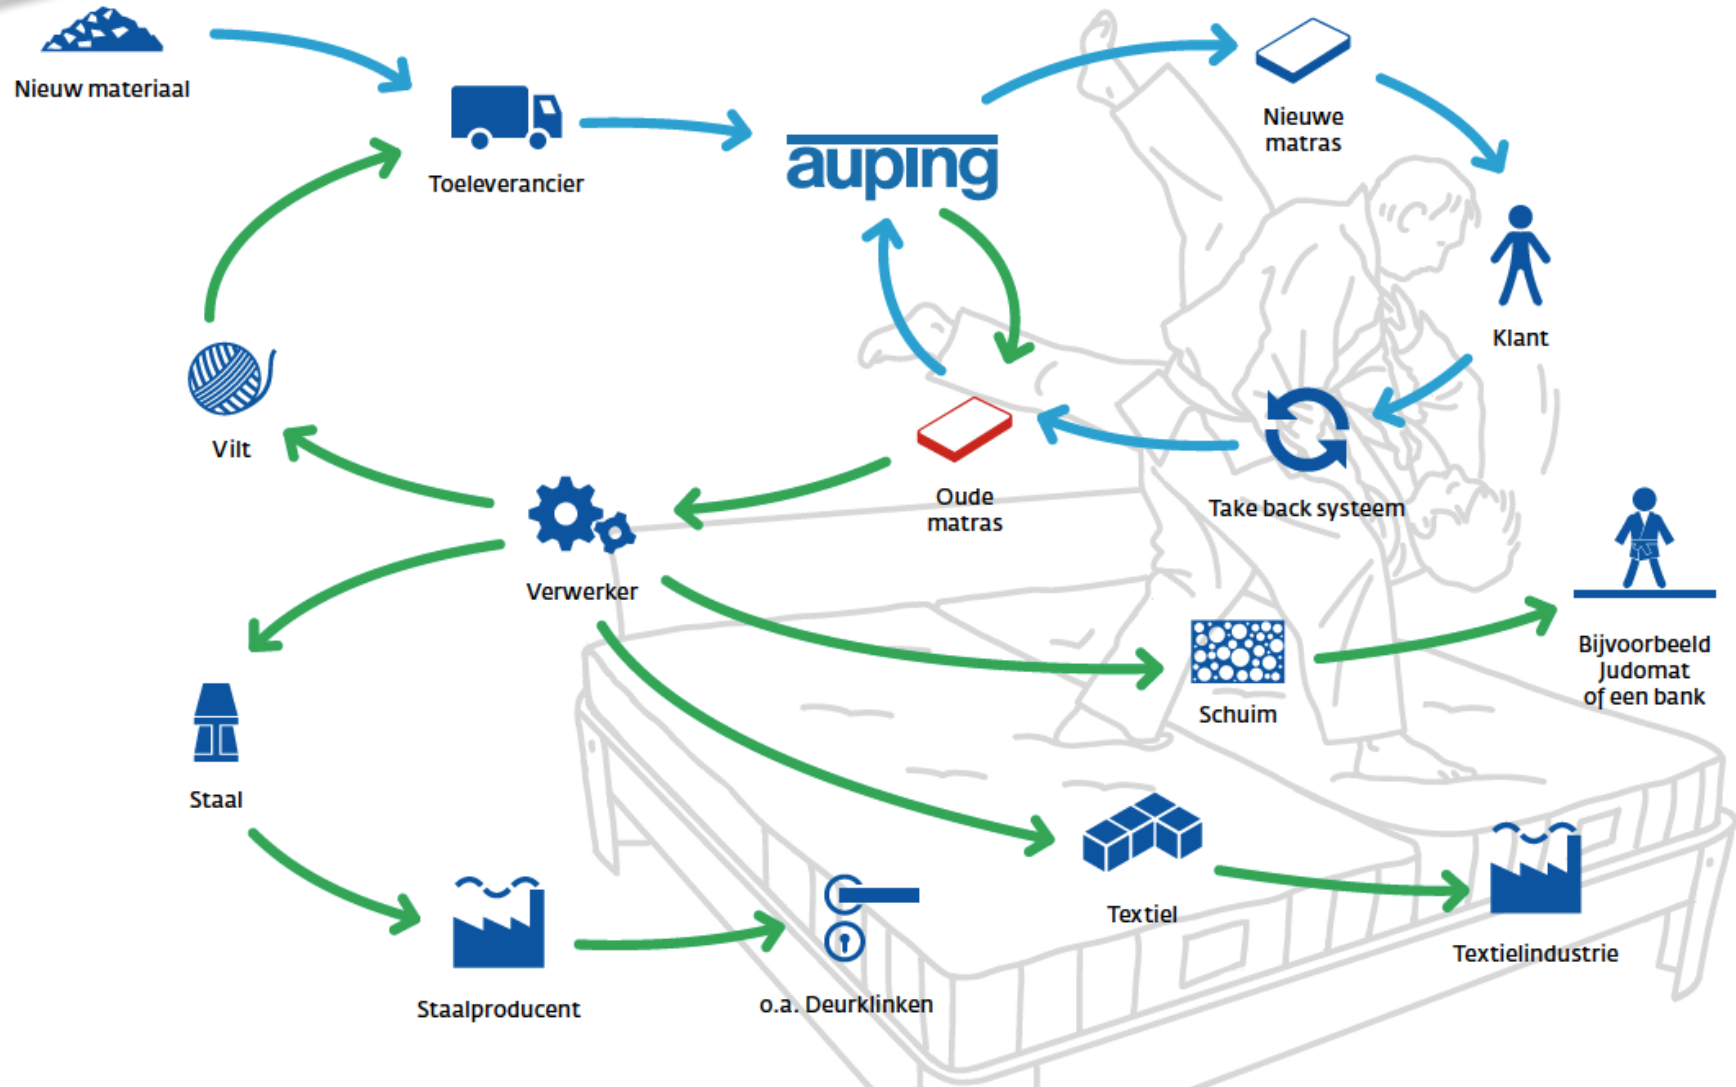 Nieuw materiaal
Toeleverancier
auping
Nieuwe
matras
Klant
Take back systeem
Oude
matras
Vilt
Verwerker
Schuim
Bijvoorbeeld
Judomat
of een bank
Staal
Textiel
Textielindustrie
Staalproducent
o.a. Deurklinken